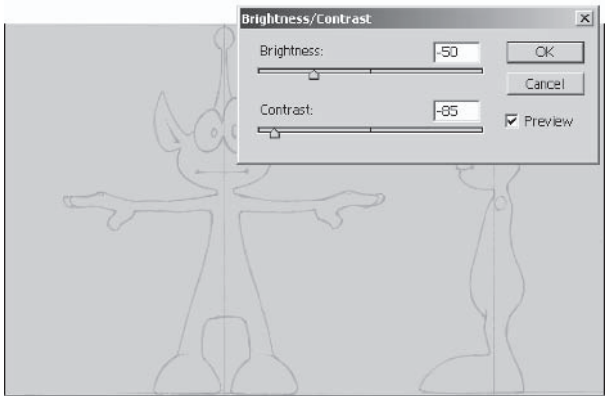 Brightness/Contrast
Brightness: -50
OK
Cancel
Contrast: -85
Preview